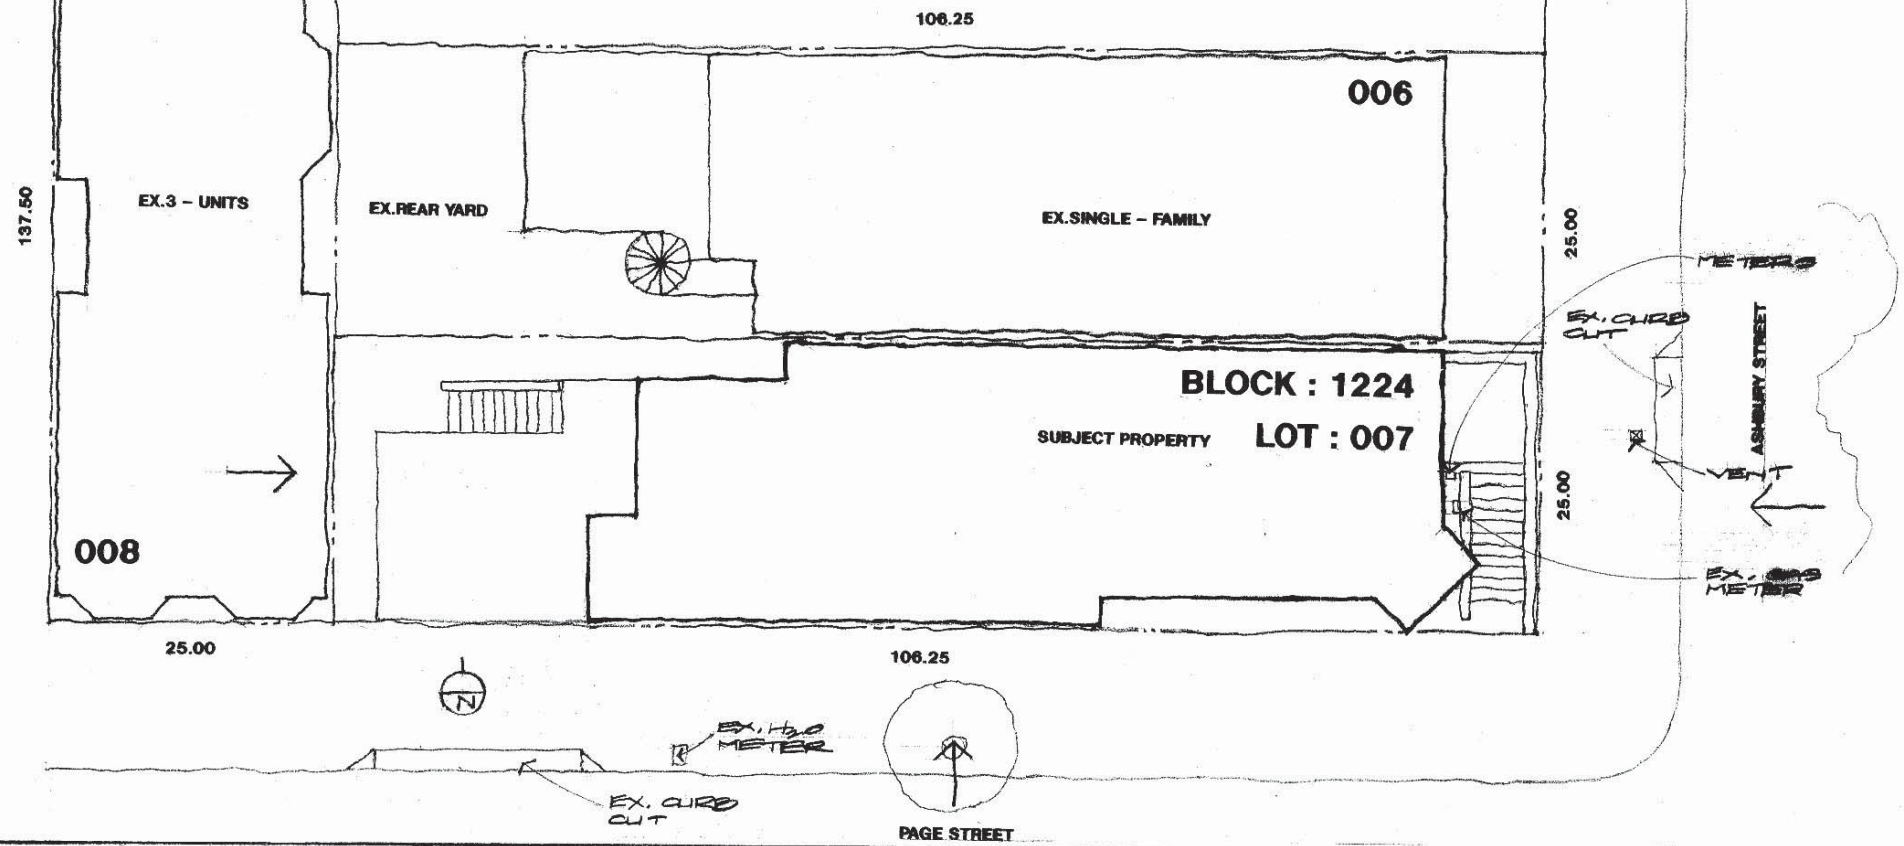 106.25
006
137.50
EX.3 – UNITS
EX.REAR YARD
EX.SINGLE – FAMILY
25.00
METERS
EX. CURB
CUT
ASHBURY STREET
BLOCK : 1224
SUBJECT PROPERTY LOT : 007
VENT
25.00
008
EX. GAS
METER
25.00
106.25
N
EX. H2O
METER
EX. CURB
CUT
PAGE STREET